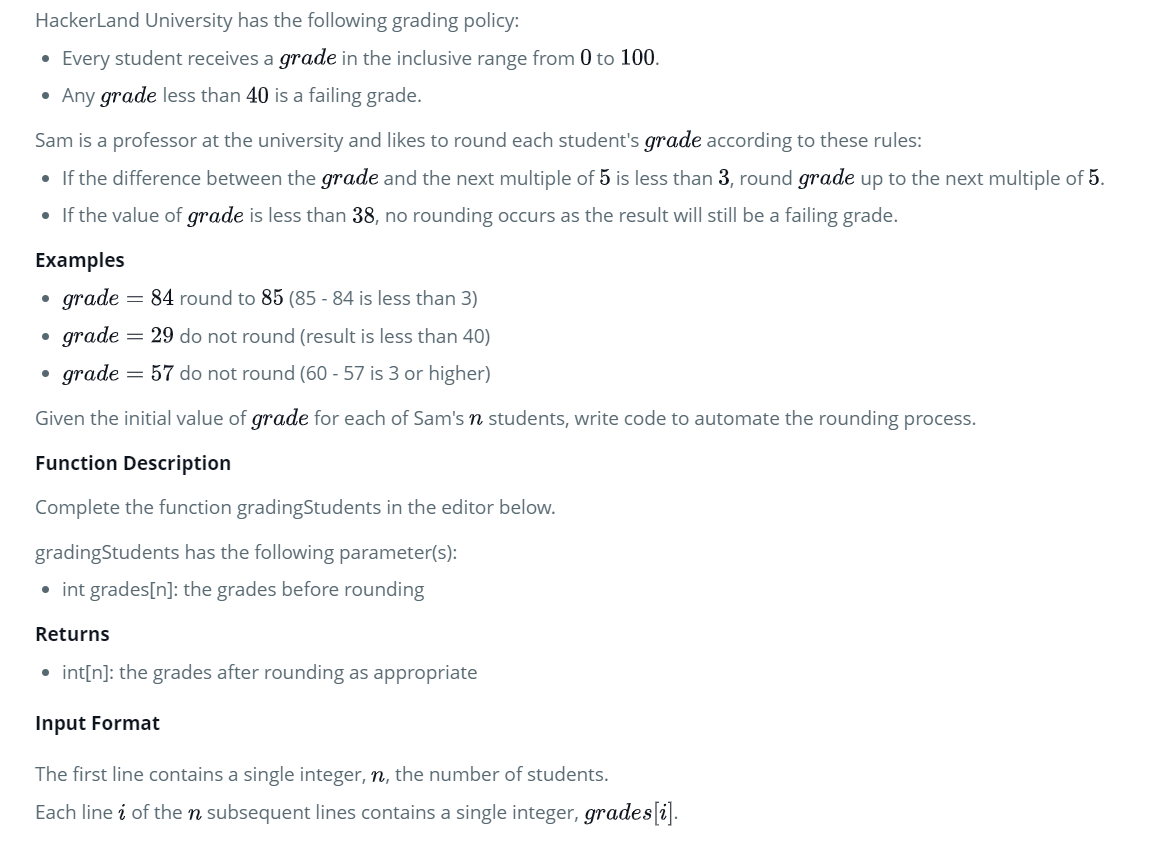 HackerLand University has the following grading policy:
• Every student receives a grade in the inclusive range from 0 to 100.
• Any grade less than 40 is a failing grade.
Sam is a professor at the university and likes to round each student's grade according to these rules:
• If the difference between the grade and the next multiple of 5 is less than 3, round grade up to the next multiple of 5.
• If the value of grade is less than 38, no rounding occurs as the result will still be a failing grade.
Examples
• grade = 84 round to 85 (85 - 84 is less than 3)
• grade = 29 do not round (result is less than 40)
• grade = 57 do not round (60 - 57 is 3 or higher)
Given the initial value of grade for each of Sam's n students, write code to automate the rounding process.
Function Description
Complete the function gradingStudents in the editor below.
gradingStudents has the following parameter(s):
• int grades[n]: the grades before rounding
Returns
• int[n]: the grades after rounding as appropriate
Input Format
The first line contains a single integer, n, the number of students.
Each line i of the n subsequent lines contains a single integer, grades[i].